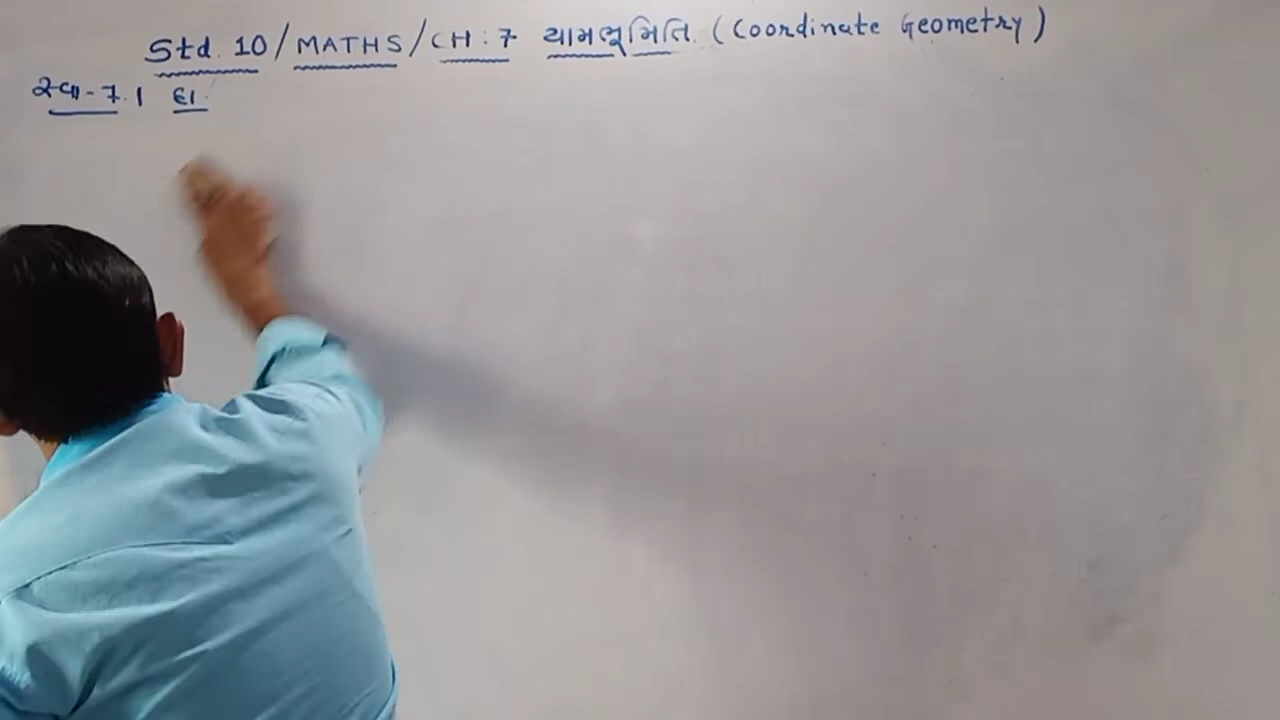 Std. 10 / MATHS / CH : 7 યામભૂમિતિ. (Coordinate Geometry)
સ્વા - 7.1 દા.